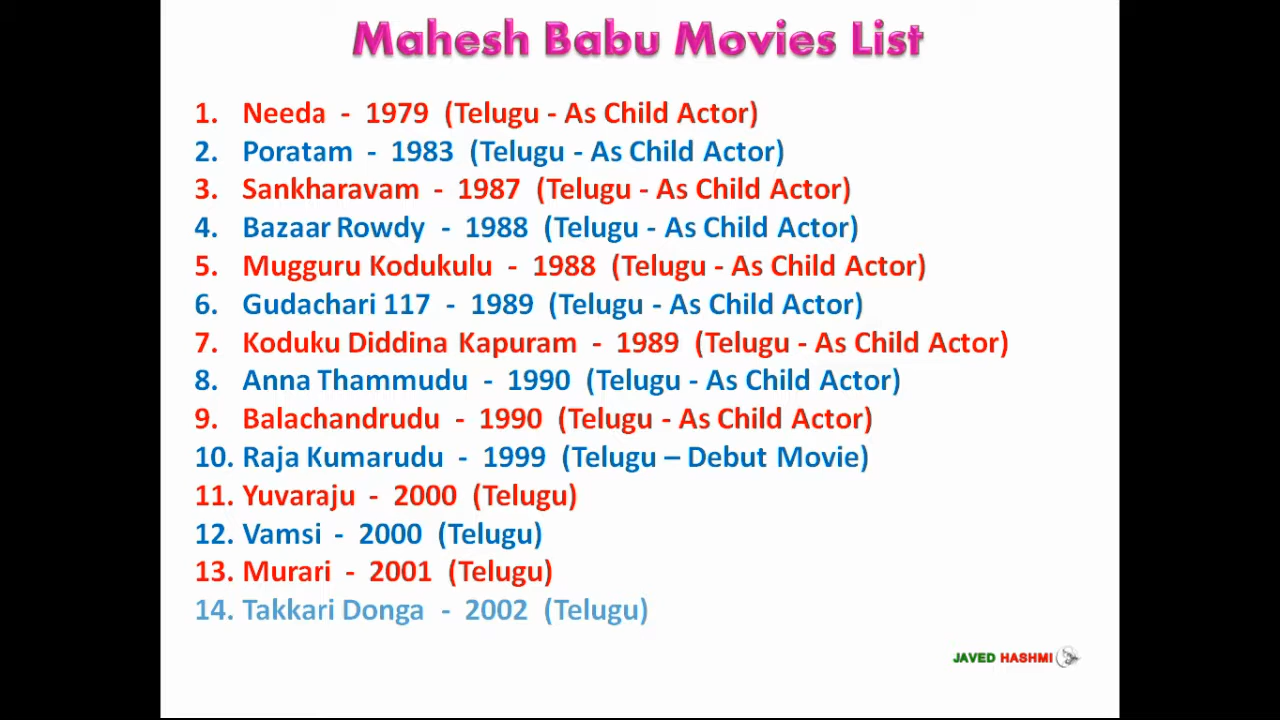 Mahesh Babu Movies List
1. Needa - 1979 (Telugu - As Child Actor)
2. Poratam - 1983 (Telugu - As Child Actor)
3. Sankharavam - 1987 (Telugu - As Child Actor)
4. Bazaar Rowdy - 1988 (Telugu - As Child Actor)
5. Mugguru Kodukulu - 1988 (Telugu - As Child Actor)
6. Gudachari 117 - 1989 (Telugu - As Child Actor)
7. Koduku Diddina Kapuram - 1989 (Telugu - As Child Actor)
8. Anna Thammudu - 1990 (Telugu - As Child Actor)
9. Balachandrudu - 1990 (Telugu - As Child Actor)
10. Raja Kumarudu - 1999 (Telugu – Debut Movie)
11. Yuvaraju - 2000 (Telugu)
12. Vamsi - 2000 (Telugu)
13. Murari - 2001 (Telugu)
14. Takkari Donga - 2002 (Telugu)
JAVED HASHMI